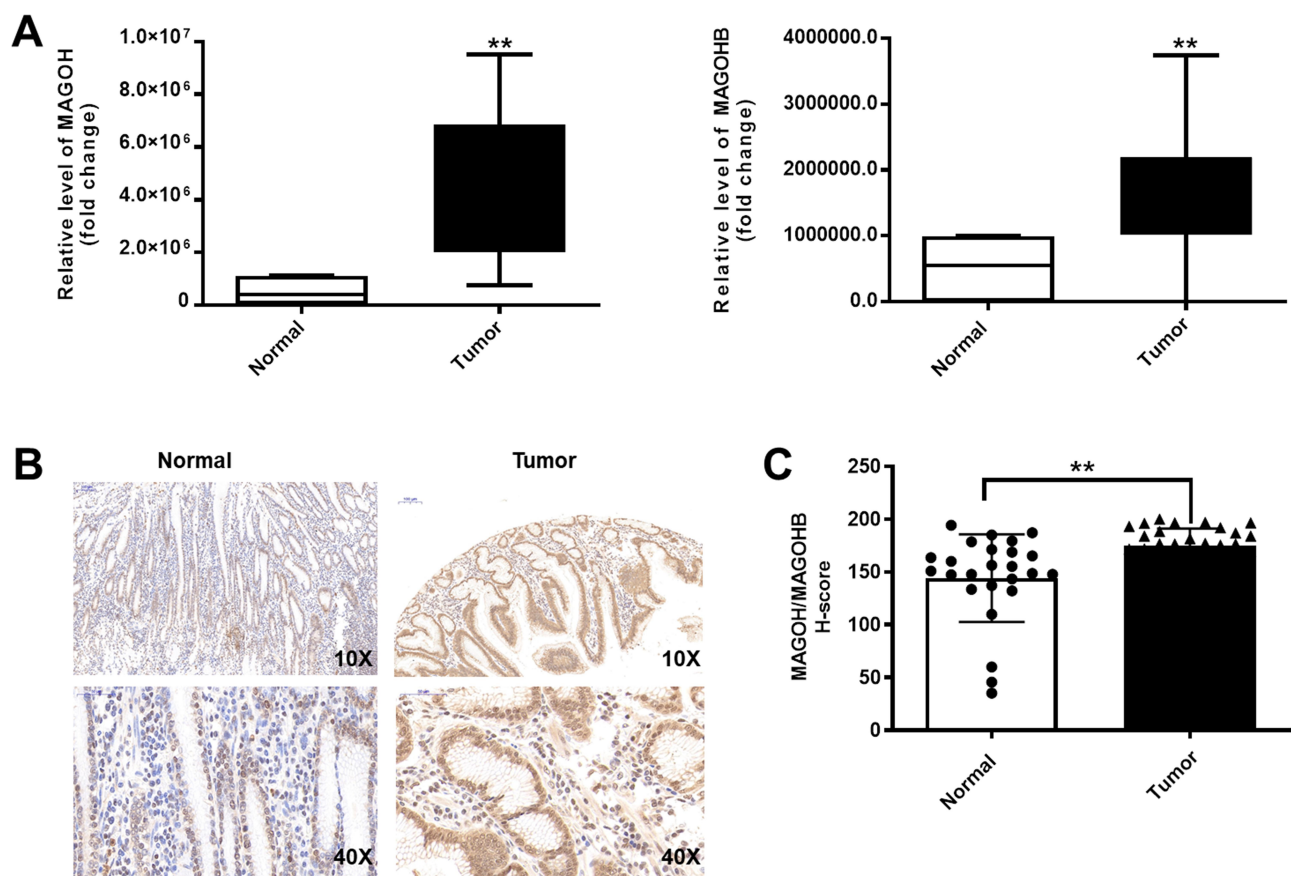 A
Relative level of MAGOH
(fold change)
1.0×10⁷
8.0×10⁶
6.0×10⁶
4.0×10⁶
2.0×10⁶
0
**
Normal
Tumor
Relative level of MAGOHB
(fold change)
4000000.0
3000000.0
2000000.0
1000000.0
0.0
**
Normal
Tumor
B
Normal
Tumor
10X
100 μm
10X
40X
40X
C
MAGOH/MAGOHB
H-score
250
200
150
100
50
0
**
Normal
Tumor